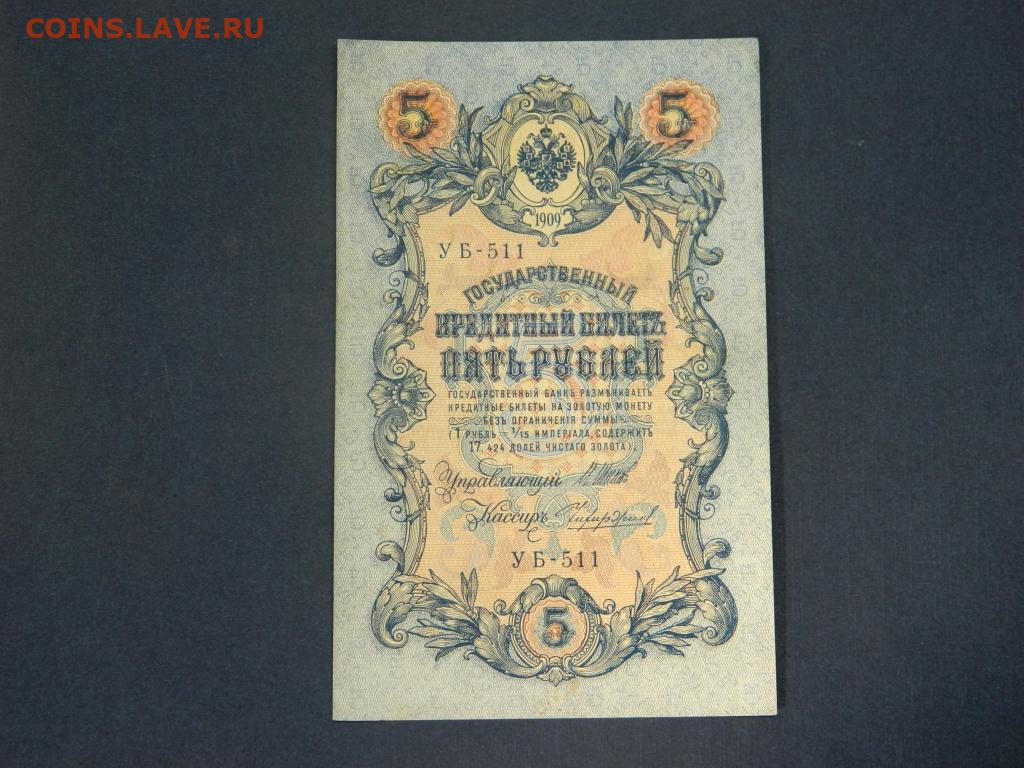 COINS.LAVE.RU
5 5
1909
УБ-511
ГОСУДАРСТВЕННЫЙ
КРЕДИТНЫЙ БИЛЕТЪ
ПЯТЬ РУБЛЕЙ
ГОСУДАРСТВЕННЫЙ БАНКЪ РАЗМѢНИВАЕТЪ
КРЕДИТНЫЕ БИЛЕТЫ НА ЗОЛОТУЮ МОНЕТУ
БЕЗЪ ОГРАНИЧЕНІЯ СУММЫ
(1 РУБЛЬ = 1/15 ИМПЕРІАЛА, СОДЕРЖИТЪ
17,424 ДОЛЕЙ ЧИСТАГО ЗОЛОТА).
Управляющій
Кассиръ
УБ-511
5